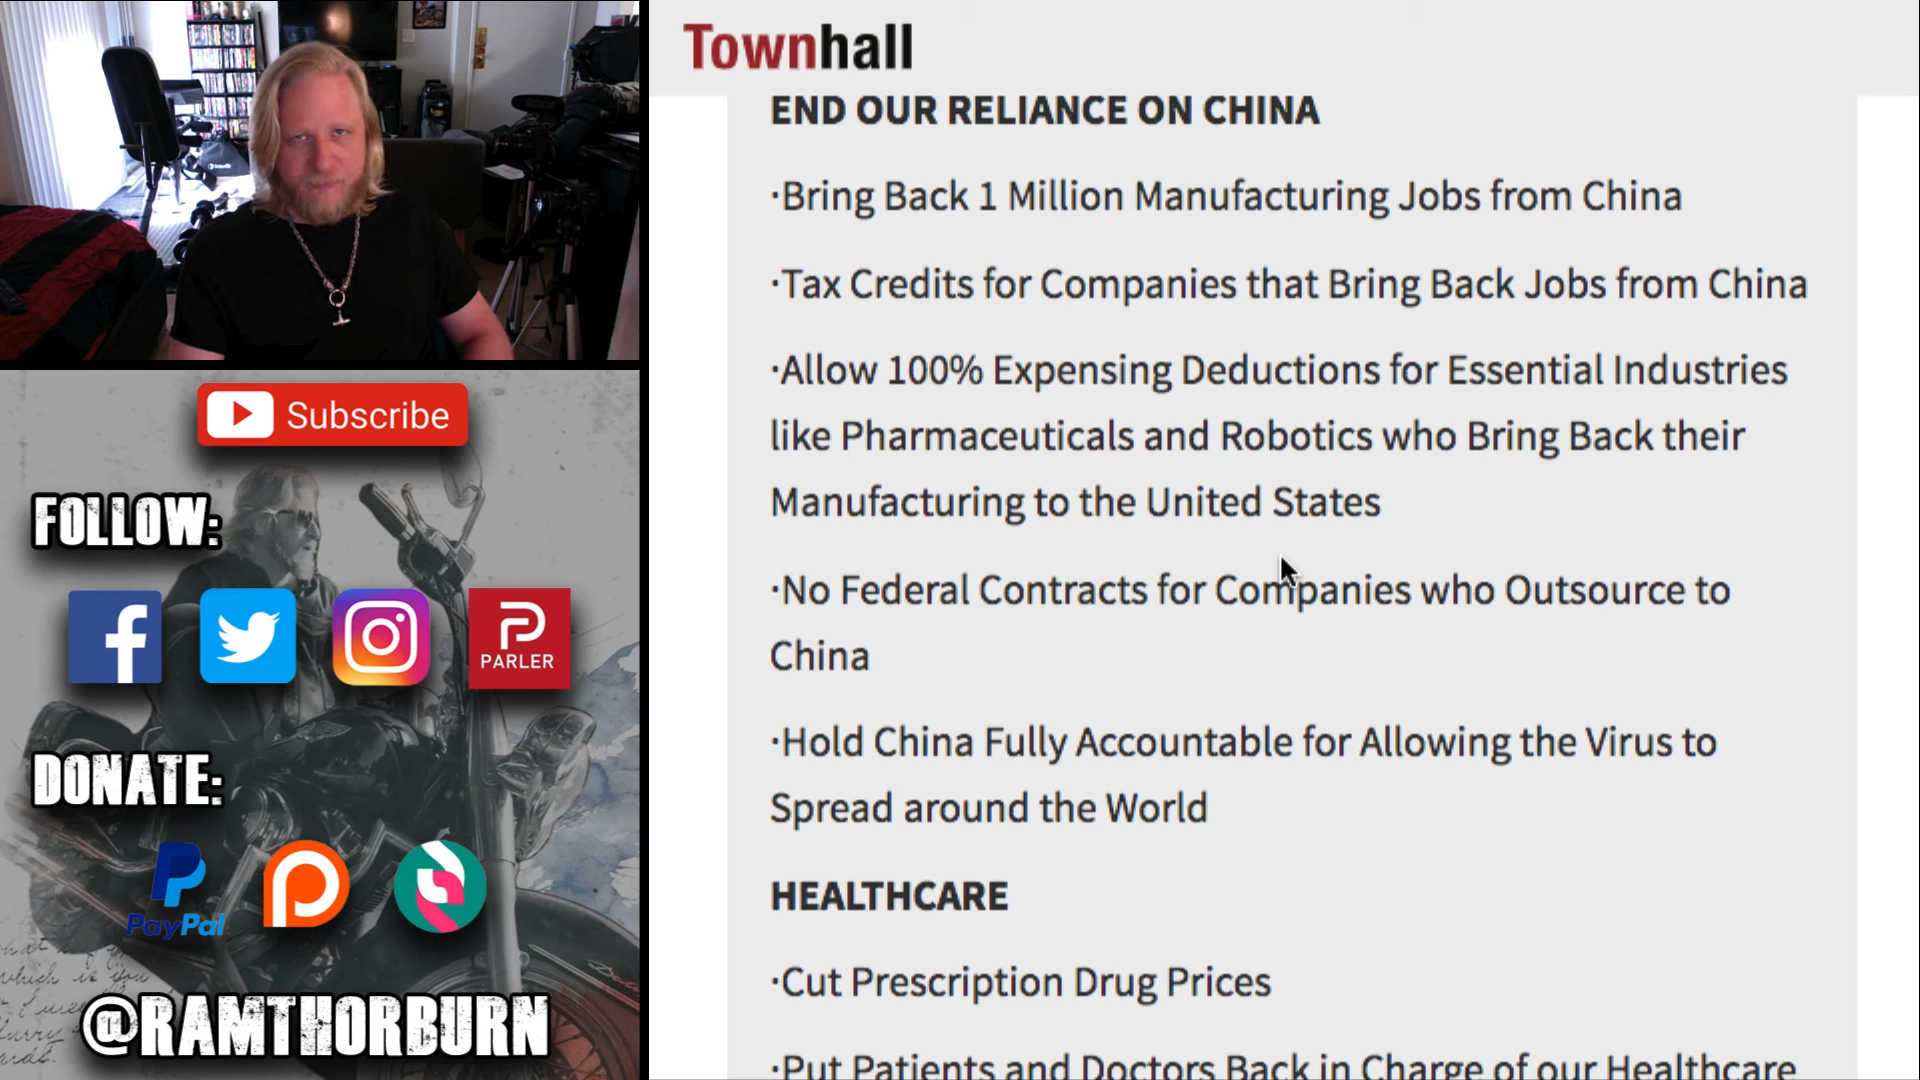 Subscribe
FOLLOW:
PARLER
DONATE:
PayPal
@RAMTHORBURN
Townhall
END OUR RELIANCE ON CHINA
·Bring Back 1 Million Manufacturing Jobs from China
·Tax Credits for Companies that Bring Back Jobs from China
·Allow 100% Expensing Deductions for Essential Industries
like Pharmaceuticals and Robotics who Bring Back their
Manufacturing to the United States
·No Federal Contracts for Companies who Outsource to
China
·Hold China Fully Accountable for Allowing the Virus to
Spread around the World
HEALTHCARE
·Cut Prescription Drug Prices
·Put Patients and Doctors Back in Charge of our Healthcare